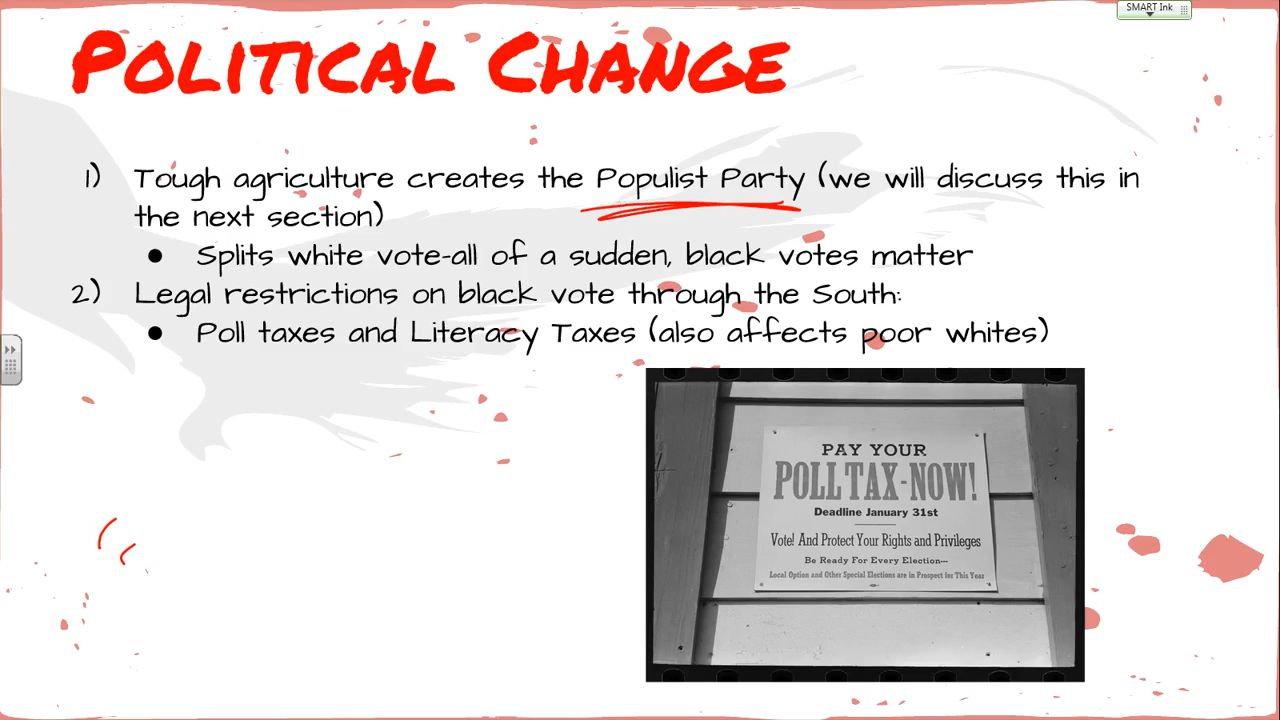 SMART Ink
POLITICAL CHANGE
1) Tough agriculture creates the Populist Party (we will discuss this in
the next section)
● Splits white vote-all of a sudden, black votes matter
2) Legal restrictions on black vote through the South:
● Poll taxes and Literacy Taxes (also affects poor whites)
PAY YOUR
POLL TAX-NOW!
Deadline January 31st
Vote! And Protect Your Rights and Privileges
Be Ready For Every Election—
Local Option and Other Special Elections are in Prospect for This Year